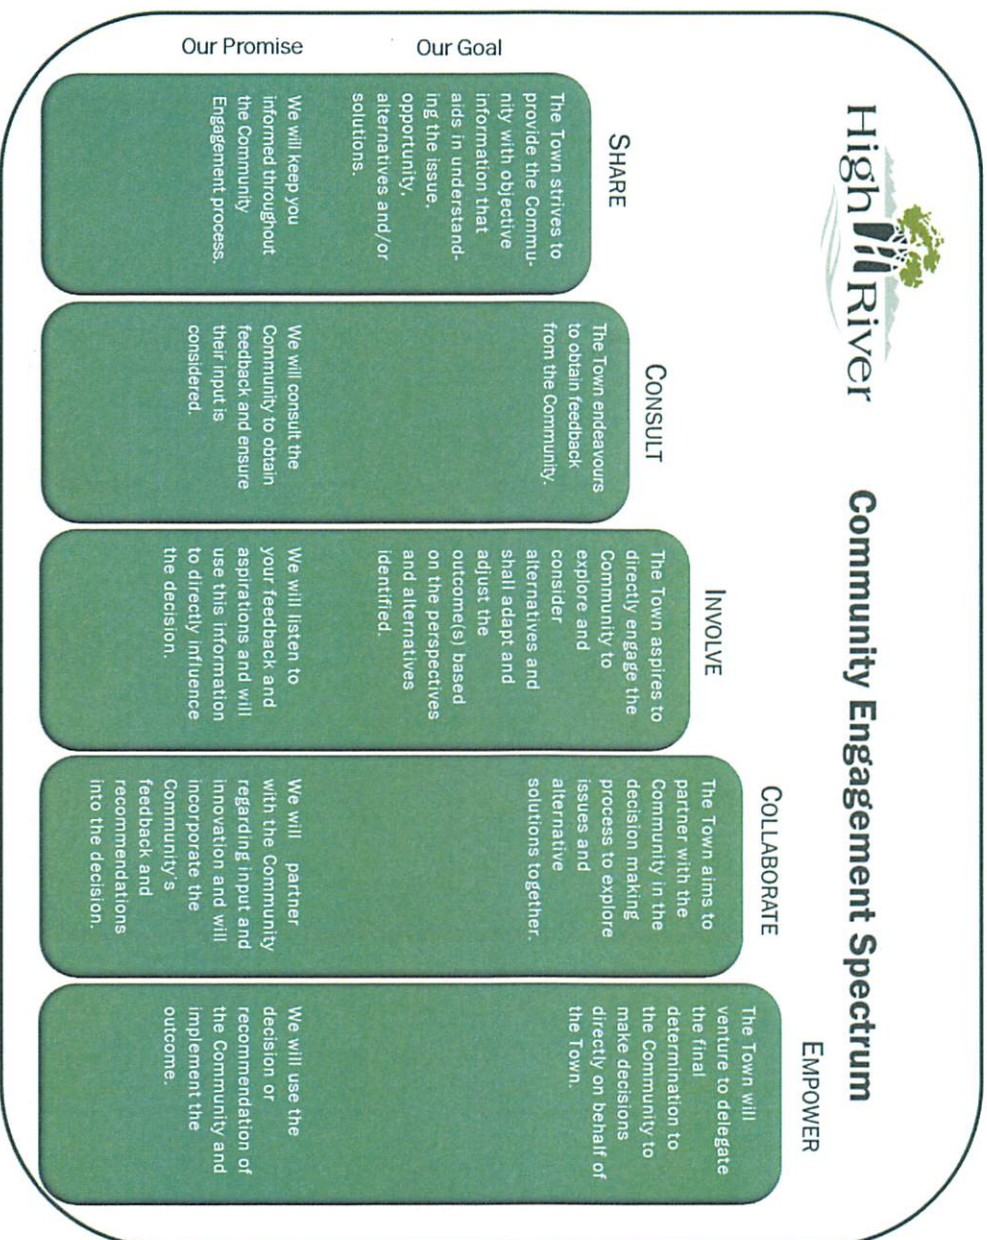 High River
Community Engagement Spectrum
SHARE
The Town strives to
provide the Commu-
nity with objective
information that
aids in understand-
ing the issue,
opportunity,
alternatives and/or
solutions.
We will keep you
informed throughout
the Community
Engagement process.
CONSULT
The Town endeavours
to obtain feedback
from the Community.
We will consult the
Community to obtain
feedback and ensure
their input is
considered.
INVOLVE
The Town aspires to
directly engage the
Community to
explore and
consider
alternatives and
shall adapt and
adjust the
outcome(s) based
on the perspectives
and alternatives
identified.
We will listen to
your feedback and
aspirations and will
use this information
to directly influence
the decision.
COLLABORATE
The Town aims to
partner with the
Community in the
decision making
process to explore
issues and
alternative
solutions together.
We will partner
with the Community
regarding input and
innovation and will
incorporate the
Community's
feedback and
recommendations
into the decision.
EMPOWER
The Town will
venture to delegate
the final
determination to
the Community to
make decisions
directly on behalf of
the Town.
We will use the
decision or
recommendation of
the Community and
implement the
outcome.
Our Goal
Our Promise